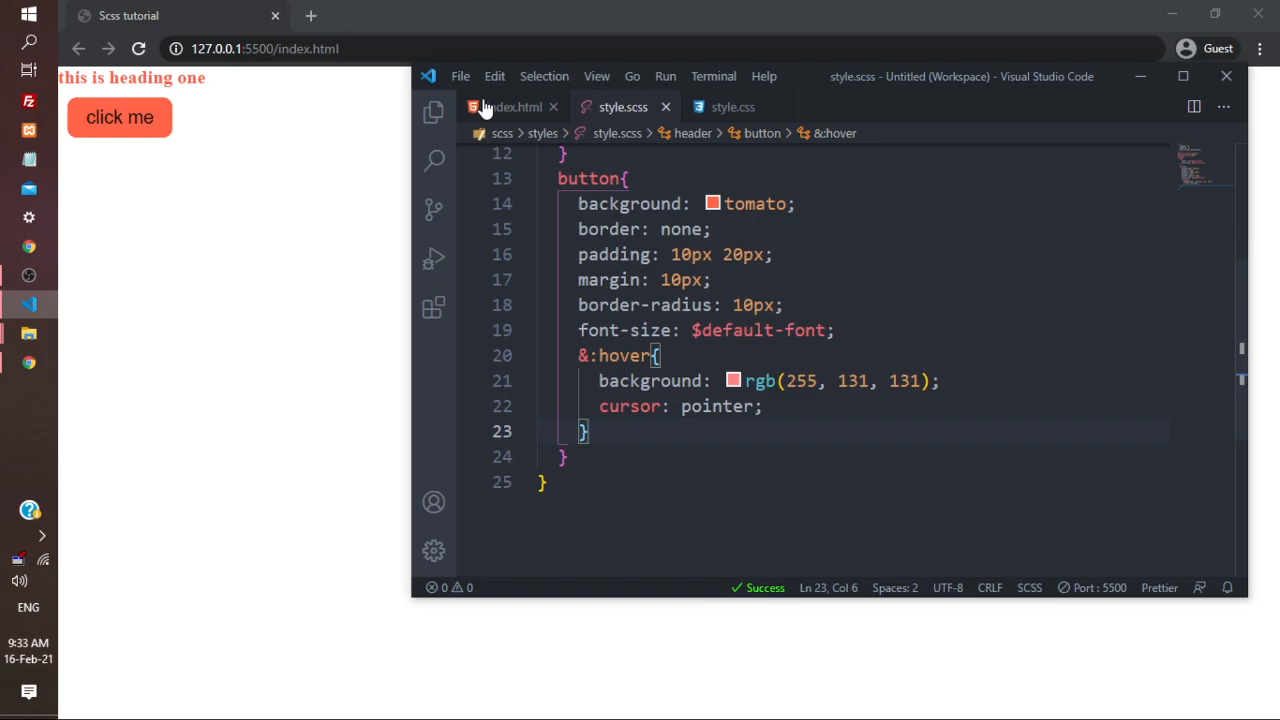 Scss tutorial
127.0.0.1:5500/index.html
Guest
this is heading one
click me
File Edit Selection View Go Run Terminal Help
style.scss - Untitled (Workspace) - Visual Studio Code
index.html
style.scss
style.css
scss > styles > style.scss > header > button > &:hover
12 }
13 button{
14 background: tomato;
15 border: none;
16 padding: 10px 20px;
17 margin: 10px;
18 border-radius: 10px;
19 font-size: $default-font;
20 &:hover{
21 background: rgb(255, 131, 131);
22 cursor: pointer;
23 }
24 }
25 }
0 0
Success
Ln 23, Col 6
Spaces: 2
UTF-8
CRLF
SCSS
Port : 5500
Prettier
ENG
9:33 AM
16-Feb-21